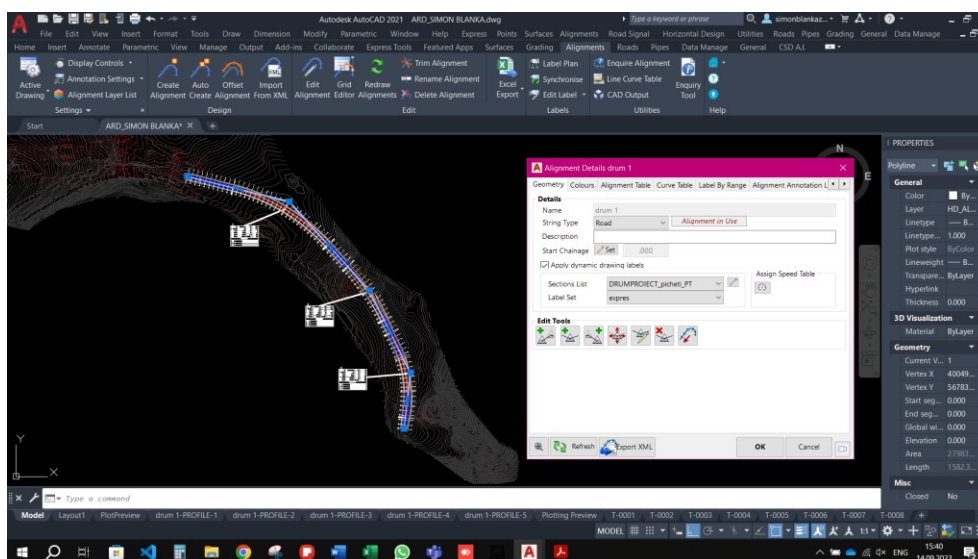 Autodesk AutoCAD 2021 ARD_SIMON BLANKA.dwg
Type a keyword or phrase
simonblankaz...
File Edit View Insert Format Tools Draw Dimension Modify Parametric Window Help Express Points Surfaces Alignments Road Signal Horizontal Design Utilities Roads Pipes Grading General Data Manage
Home Insert Annotate Parametric View Manage Output Add-ins Collaborate Express Tools Featured Apps Surfaces Grading Alignments Roads Pipes Data Manage General CSD A.I.
Active Drawing
Display Controls
Annotation Settings
Alignment Layer List
Create Alignment
Auto Create
Offset Alignment
Import From XML
Edit Alignment
Grid Editor
Redraw Alignments
Trim Alignment
Rename Alignment
Delete Alignment
Excel Export
Label Plan
Synchronise
Edit Label
Enquire Alignment
Line Curve Table
CAD Output
Enquiry Tool
Settings Design Edit Labels Utilities Help
Start ARD_SIMON BLANKA*
N
E
Alignment Details drum 1
Geometry Colours Alignment Table Curve Table Label By Range Alignment Annotation L
Details
Name drum 1
String Type Road Alignment in Use
Description
Start Chainage Set .000
Apply dynamic drawing labels
Assign Speed Table
Sections List DRUMPROIECT_picheti_PT
Label Set expres
Edit Tools
Refresh Export XML OK Cancel
PROPERTIES
Polyline
General
Color By...
Layer HD_AL...
Linetype B...
Linetype... 1.000
Plot style ByColor
Lineweight B...
Transpare... ByLayer
Hyperlink
Thickness 0.000
3D Visualization
Material ByLayer
Geometry
Current V... 1
Vertex X 40049...
Vertex Y 56783...
Start seg... 0.000
End seg... 0.000
Global wi... 0.000
Elevation 0.000
Area 27983...
Length 1582.3...
Misc
Closed No
Y
X
Type a command
Model Layout1 PlotPreview drum 1-PROFILE-1 drum 1-PROFILE-2 drum 1-PROFILE-3 drum 1-PROFILE-4 drum 1-PROFILE-5 Plotting Preview T-0001 T-0002 T-0003 T-0004 T-0005 T-0006 T-0007 T-0008
MODEL 1:1
ENG 15:40
14.09.2023